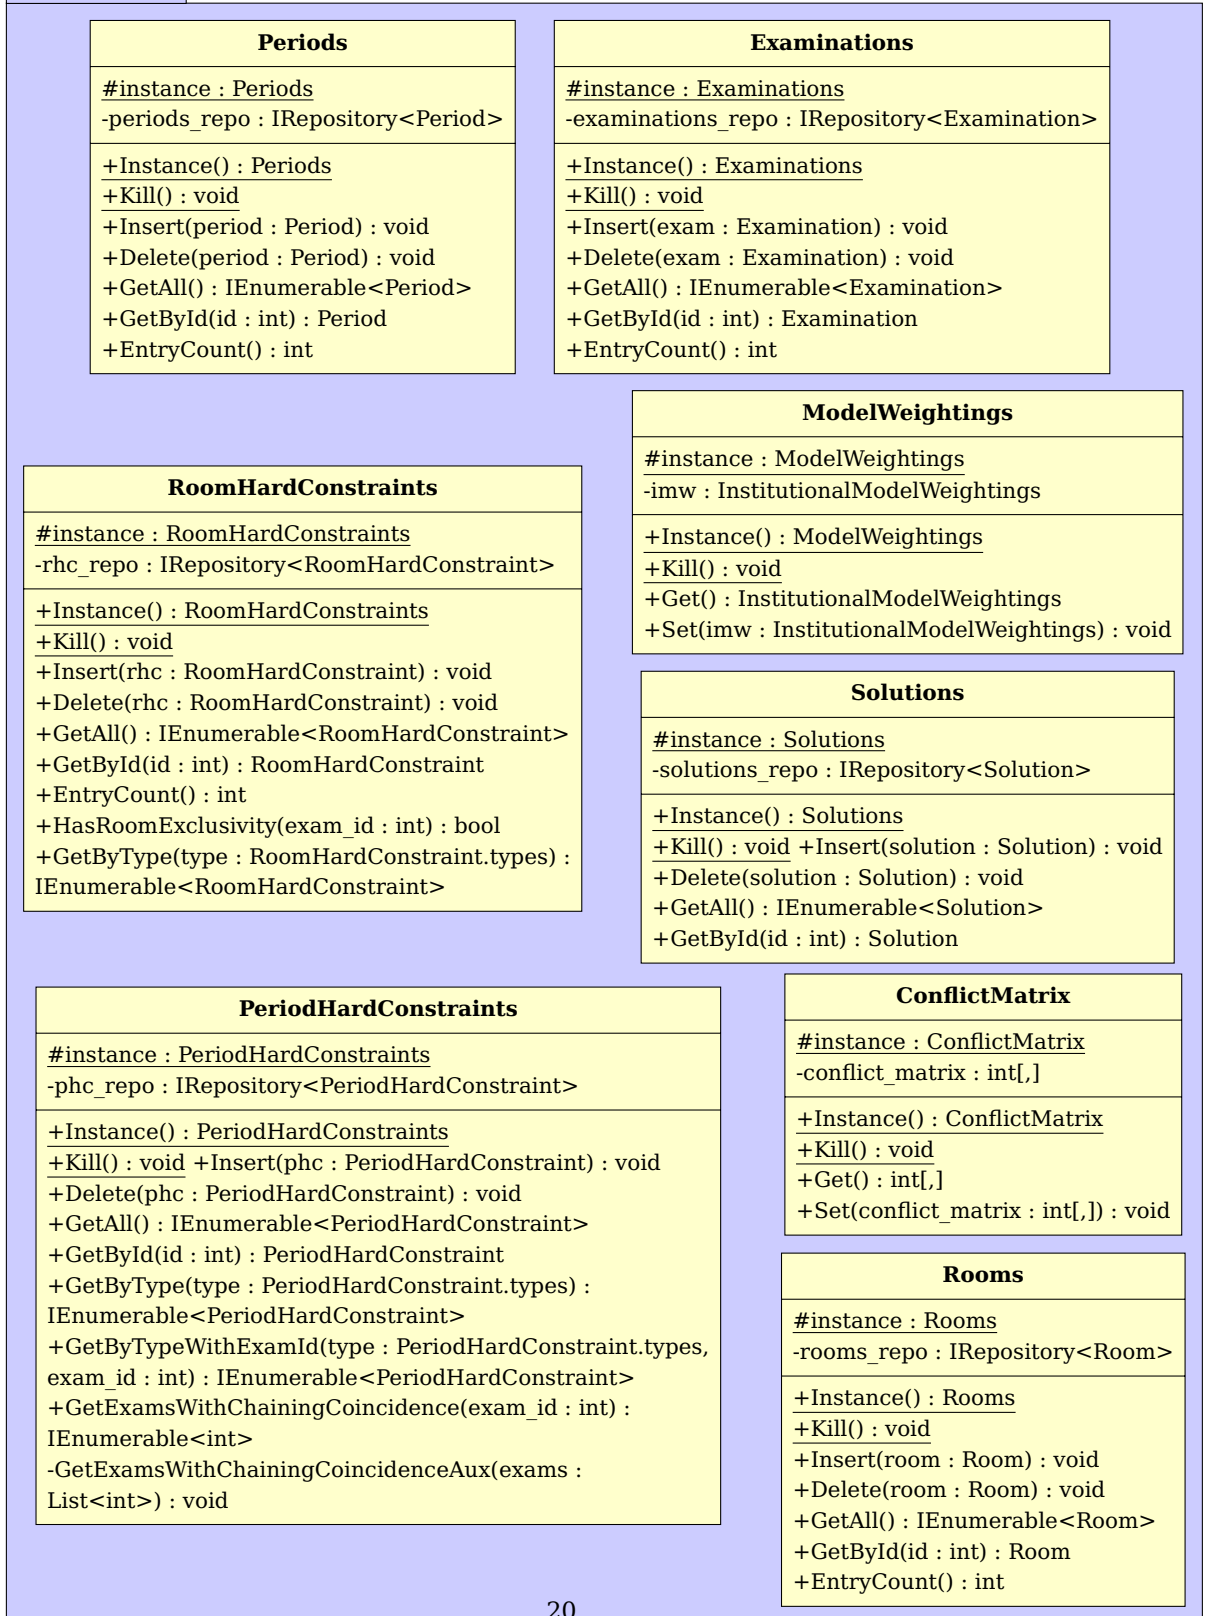 Periods
#instance : Periods
-periods_repo : IRepository<Period>
+Instance() : Periods
+Kill() : void
+Insert(period : Period) : void
+Delete(period : Period) : void
+GetAll() : IEnumerable<Period>
+GetById(id : int) : Period
+EntryCount() : int
Examinations
#instance : Examinations
-examinations_repo : IRepository<Examination>
+Instance() : Examinations
+Kill() : void
+Insert(exam : Examination) : void
+Delete(exam : Examination) : void
+GetAll() : IEnumerable<Examination>
+GetById(id : int) : Examination
+EntryCount() : int
ModelWeightings
#instance : ModelWeightings
-imw : InstitutionalModelWeightings
+Instance() : ModelWeightings
+Kill() : void
+Get() : InstitutionalModelWeightings
+Set(imw : InstitutionalModelWeightings) : void
RoomHardConstraints
#instance : RoomHardConstraints
-rhc_repo : IRepository<RoomHardConstraint>
+Instance() : RoomHardConstraints
+Kill() : void
+Insert(rhc : RoomHardConstraint) : void
+Delete(rhc : RoomHardConstraint) : void
+GetAll() : IEnumerable<RoomHardConstraint>
+GetById(id : int) : RoomHardConstraint
+EntryCount() : int
+HasRoomExclusivity(exam_id : int) : bool
+GetByType(type : RoomHardConstraint.types) :
IEnumerable<RoomHardConstraint>
Solutions
#instance : Solutions
-solutions_repo : IRepository<Solution>
+Instance() : Solutions
+Kill() : void +Insert(solution : Solution) : void
+Delete(solution : Solution) : void
+GetAll() : IEnumerable<Solution>
+GetById(id : int) : Solution
PeriodHardConstraints
#instance : PeriodHardConstraints
-phc_repo : IRepository<PeriodHardConstraint>
+Instance() : PeriodHardConstraints
+Kill() : void +Insert(phc : PeriodHardConstraint) : void
+Delete(phc : PeriodHardConstraint) : void
+GetAll() : IEnumerable<PeriodHardConstraint>
+GetById(id : int) : PeriodHardConstraint
+GetByType(type : PeriodHardConstraint.types) :
IEnumerable<PeriodHardConstraint>
+GetByTypeWithExamId(type : PeriodHardConstraint.types,
exam_id : int) : IEnumerable<PeriodHardConstraint>
+GetExamsWithChainingCoincidence(exam_id : int) :
IEnumerable<int>
-GetExamsWithChainingCoincidenceAux(exams :
List<int>) : void
ConflictMatrix
#instance : ConflictMatrix
-conflict_matrix : int[,]
+Instance() : ConflictMatrix
+Kill() : void
+Get() : int[,]
+Set(conflict_matrix : int[,]) : void
Rooms
#instance : Rooms
-rooms_repo : IRepository<Room>
+Instance() : Rooms
+Kill() : void
+Insert(room : Room) : void
+Delete(room : Room) : void
+GetAll() : IEnumerable<Room>
+GetById(id : int) : Room
+EntryCount() : int
20